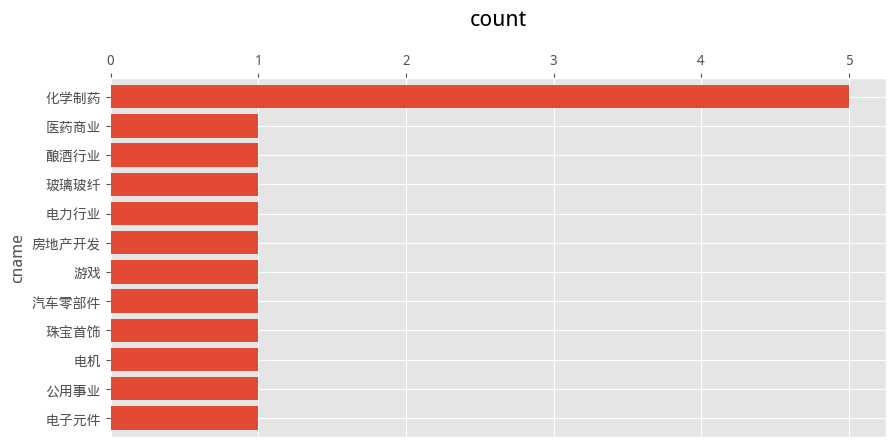 count
0 1 2 3 4 5
化学制药
医药商业
酿酒行业
玻璃玻纤
电力行业
房地产开发
游戏
汽车零部件
珠宝首饰
电机
公用事业
电子元件
cname